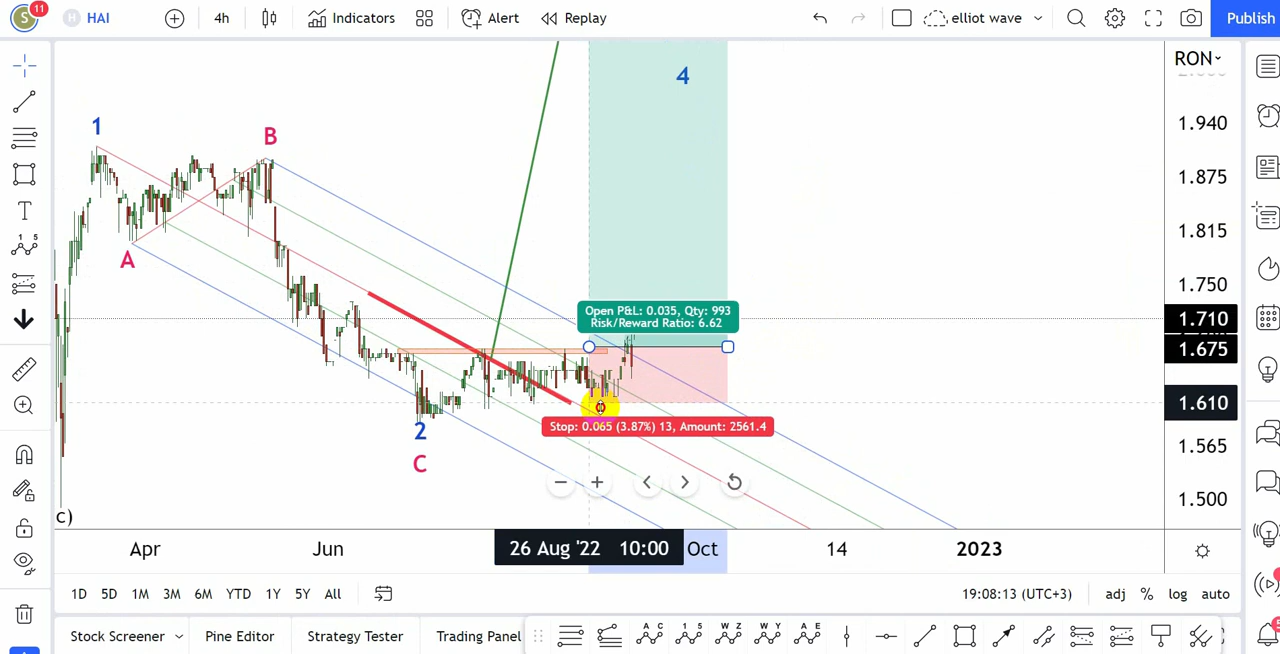 S 11 H HAI 4h Indicators Alert Replay elliot wave Publish
4 RON
1 1.940
B
1.875
A 1.815
1.750
Open P&L: 0.035, Qty: 993
Risk/Reward Ratio: 6.62
1.710
1.675
1.610
Stop: 0.065 (3.87%) 13, Amount: 2561.4
2 1.565
C
1.500
c)
Apr Jun 26 Aug '22 10:00 Oct 14 2023
1D 5D 1M 3M 6M YTD 1Y 5Y All 19:08:13 (UTC+3) adj % log auto
Stock Screener Pine Editor Strategy Tester Trading Panel A C 1 5 W Z W Y A E